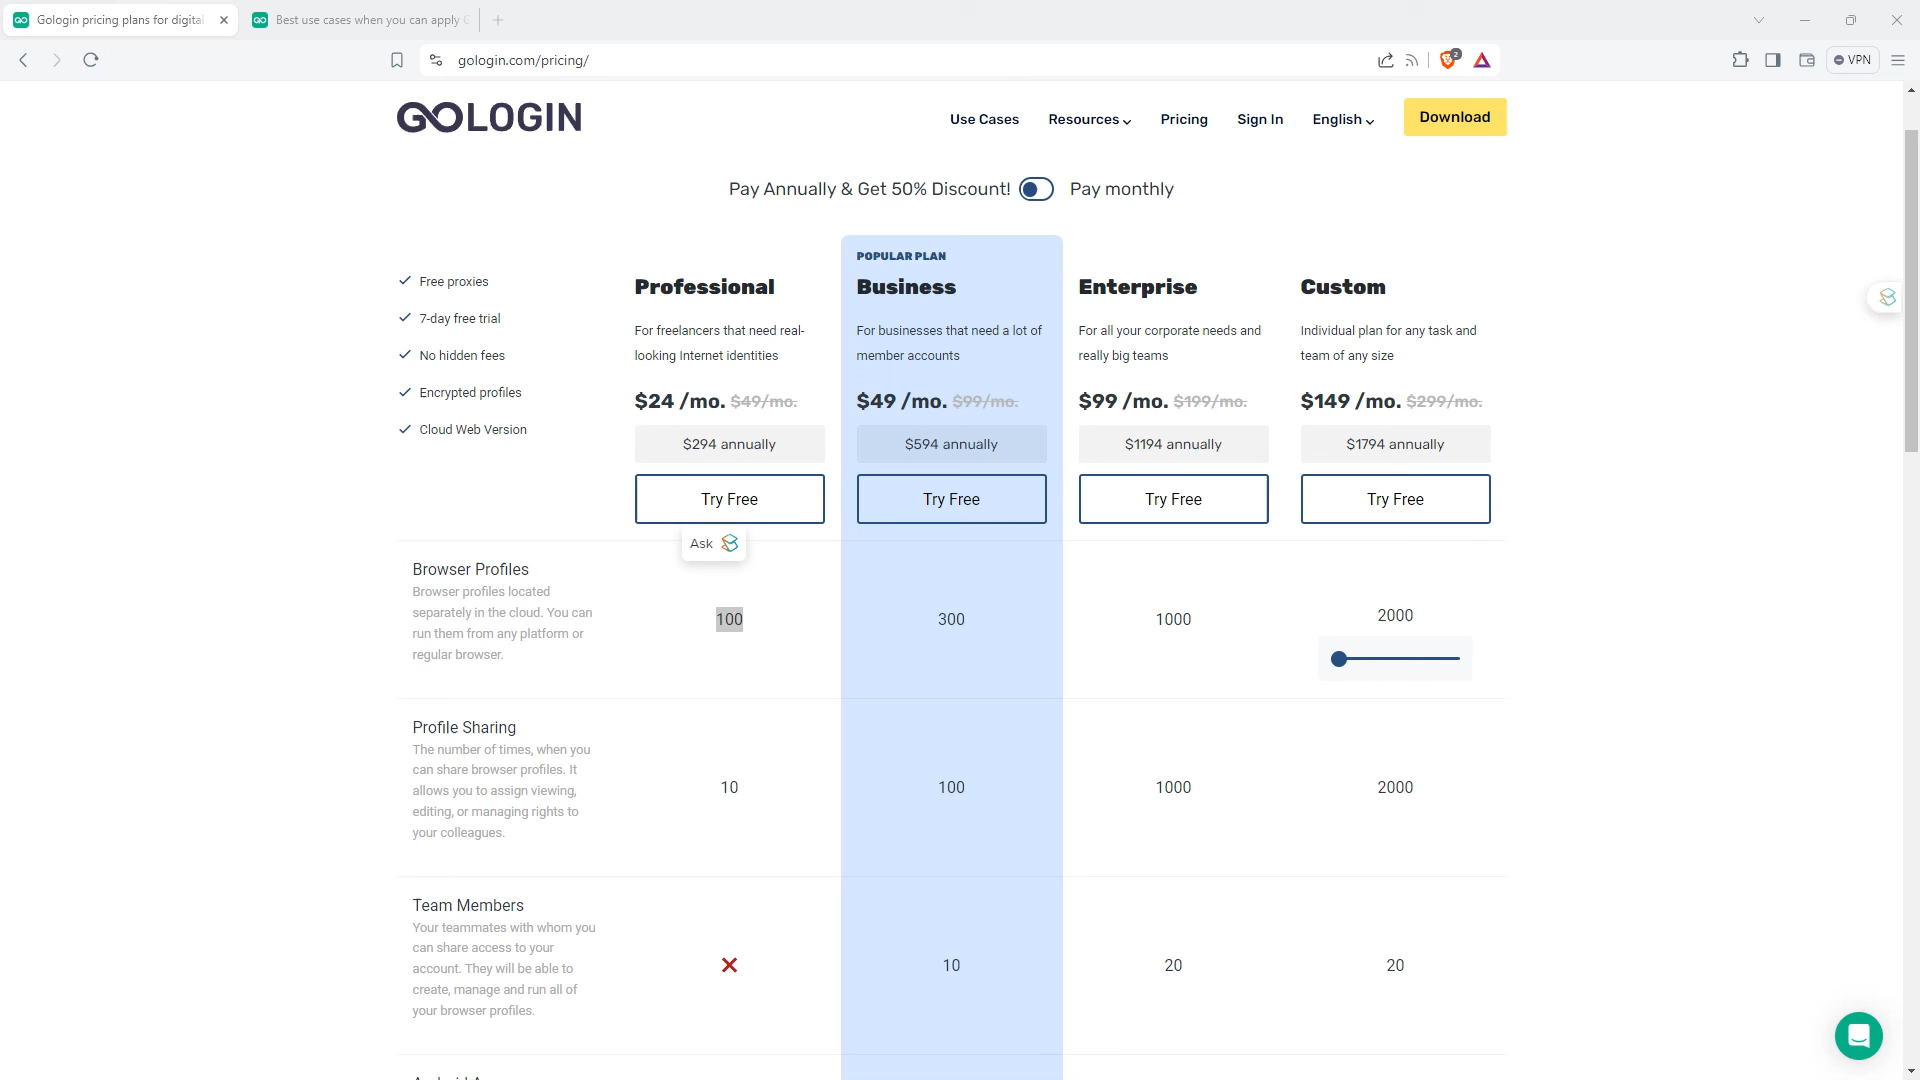 Gologin pricing plans for digital
Best use cases when you can apply G
gologin.com/pricing/
2
VPN
GOLOGIN
Use Cases
Resources
Pricing
Sign In
English
Download
Pay Annually & Get 50% Discount!
Pay monthly
Free proxies
7-day free trial
No hidden fees
Encrypted profiles
Cloud Web Version
Professional
For freelancers that need real-
looking Internet identities
$24 /mo. $49/mo.
$294 annually
Try Free
POPULAR PLAN
Business
For businesses that need a lot of
member accounts
$49 /mo. $99/mo.
$594 annually
Try Free
Enterprise
For all your corporate needs and
really big teams
$99 /mo. $199/mo.
$1194 annually
Try Free
Custom
Individual plan for any task and
team of any size
$149 /mo. $299/mo.
$1794 annually
Try Free
Ask
Browser Profiles
Browser profiles located
separately in the cloud. You can
run them from any platform or
regular browser.
100
300
1000
2000
Profile Sharing
The number of times, when you
can share browser profiles. It
allows you to assign viewing,
editing, or managing rights to
your colleagues.
10
100
1000
2000
Team Members
Your teammates with whom you
can share access to your
account. They will be able to
create, manage and run all of
your browser profiles.
10
20
20